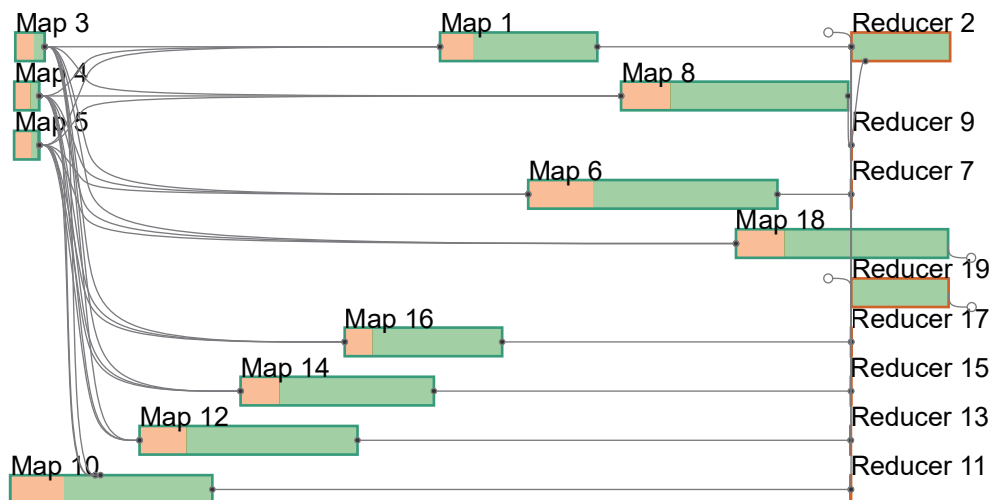 Map 3
Map 1
Reducer 2
Map 4
Map 8
Map 5
Reducer 9
Map 6
Reducer 7
Map 18
Reducer 19
Map 16
Reducer 17
Map 14
Reducer 15
Map 12
Reducer 13
Map 10
Reducer 11